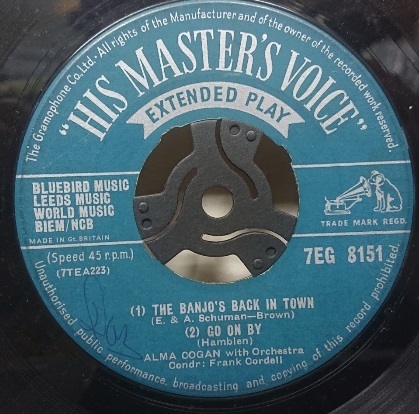 The Gramophone Co. Ltd. · All rights of the Manufacturer and of the owner of the recorded work reserved.
"HIS MASTER'S VOICE"
EXTENDED PLAY
BLUEBIRD MUSIC
LEEDS MUSIC
WORLD MUSIC
BIEM/NCB
MADE IN Gt. BRITAIN
TRADE MARK REGD.
(Speed 45 r.p.m.)
(7TEA223)
7EG 8151
(1) THE BANJO'S BACK IN TOWN
(E. & A. Schuman—Brown)
(2) GO ON BY
(Hamblen)
ALMA COGAN with Orchestra
Condr: Frank Cordell
Unauthorised public performance, broadcasting and copying of this record prohibited.